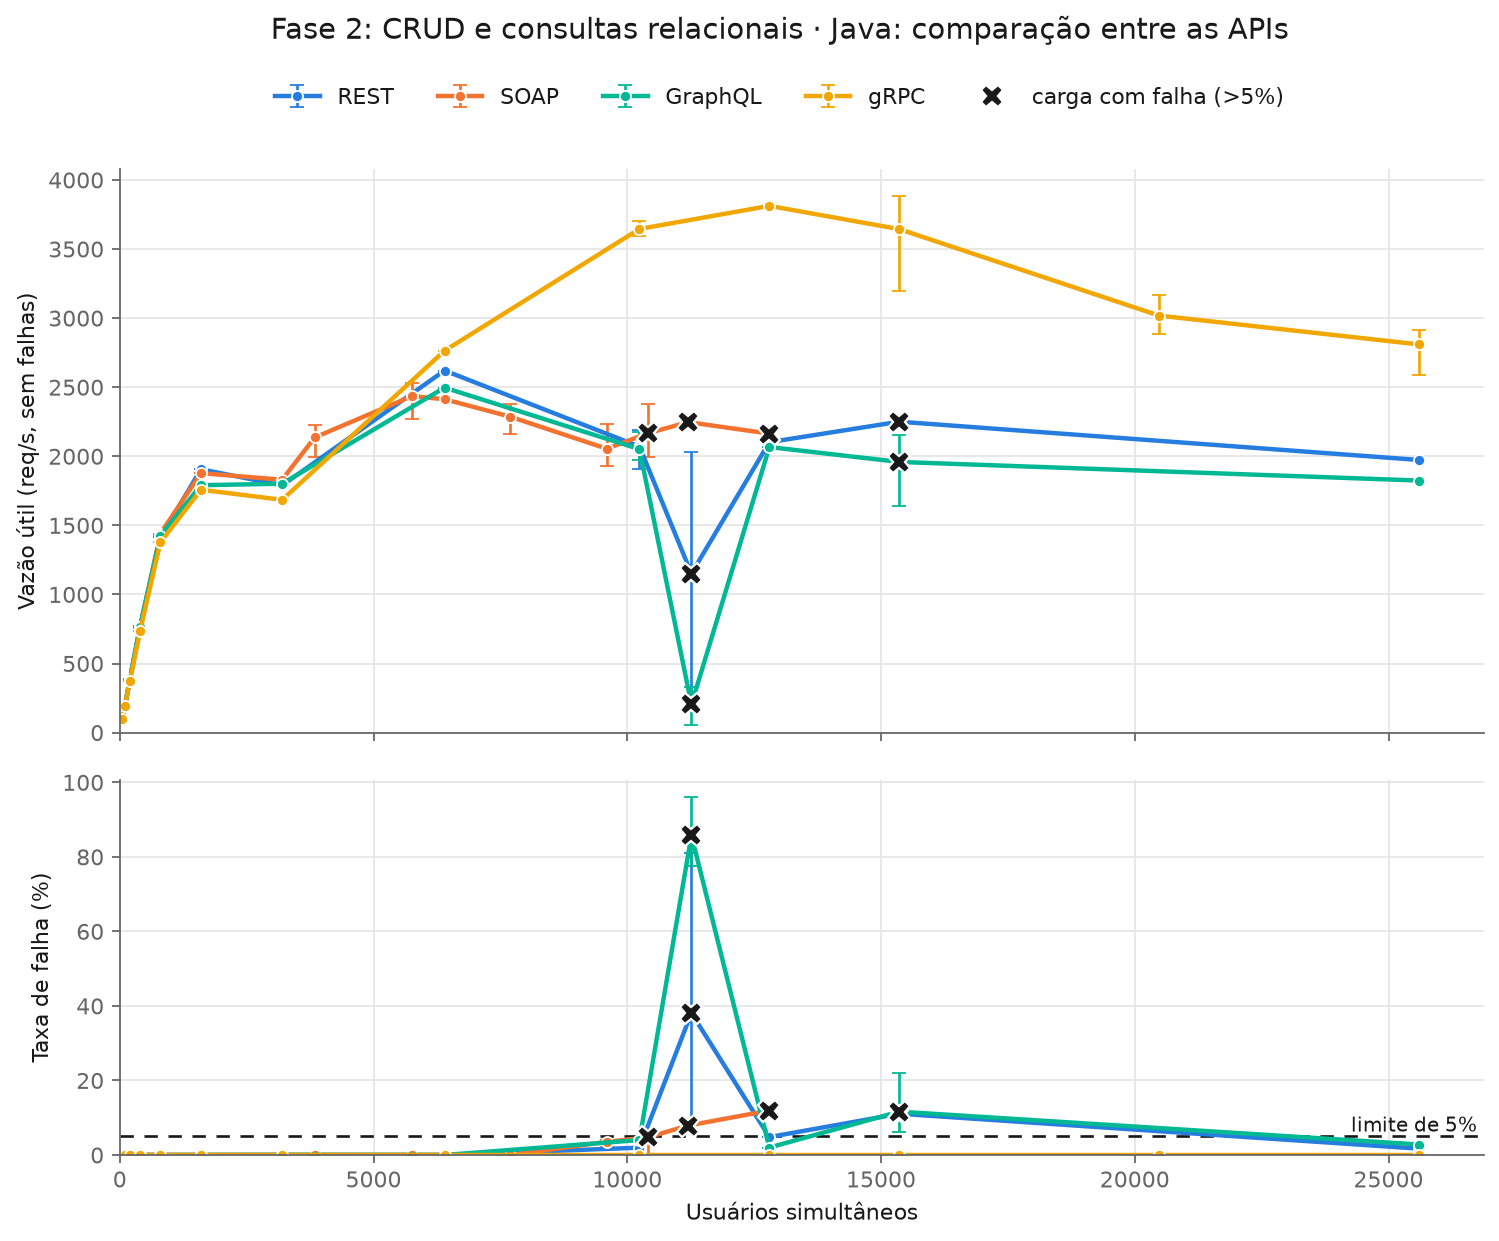 Fase 2: CRUD e consultas relacionais · Java: comparação entre as APIs
REST SOAP GraphQL gRPC carga com falha (>5%)
Vazão útil (req/s, sem falhas)
4000
3500
3000
2500
2000
1500
1000
500
0
Taxa de falha (%)
100
80
60
40
20
0
limite de 5%
0 5000 10000 15000 20000 25000
Usuários simultâneos